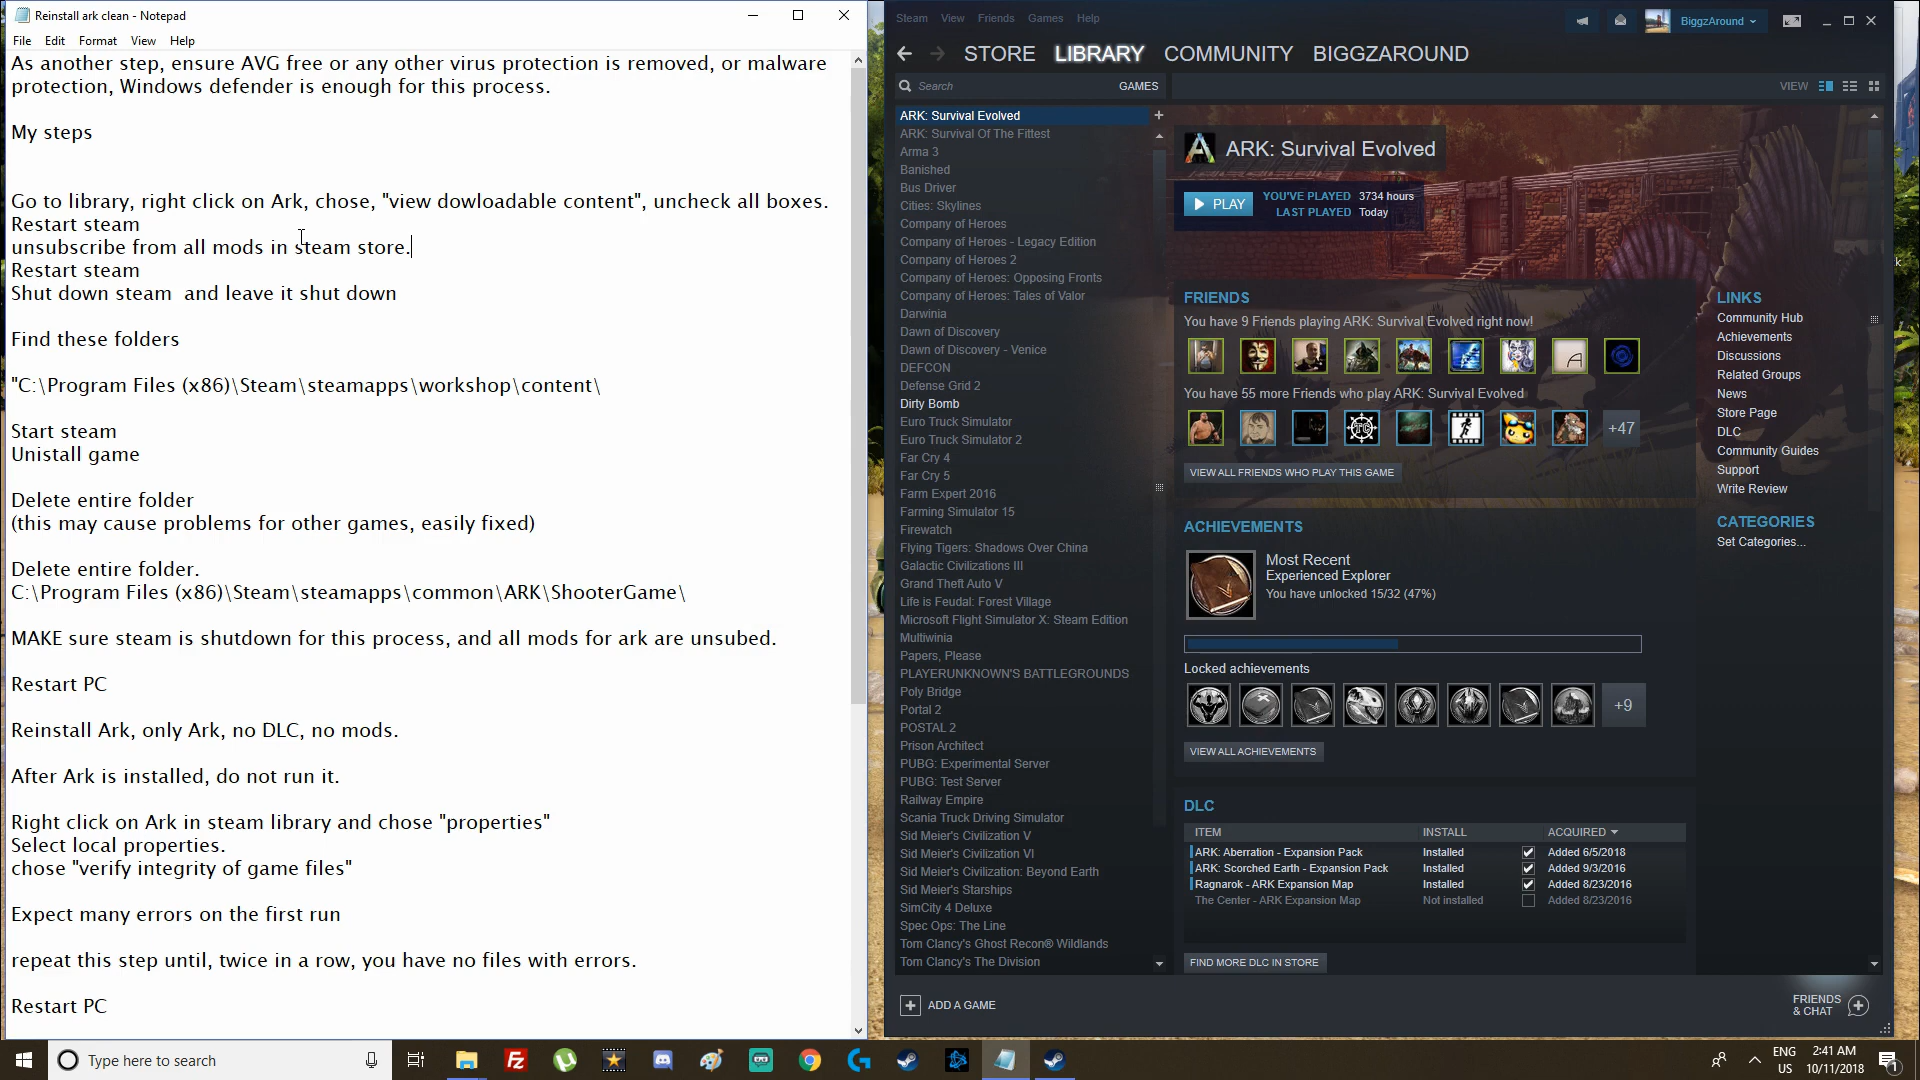 Reinstall ark clean - Notepad
File Edit Format View Help
As another step, ensure AVG free or any other virus protection is removed, or malware
protection, Windows defender is enough for this process.
My steps
Go to library, right click on Ark, chose, "view dowloadable content", uncheck all boxes.
Restart steam
unsubscribe from all mods in steam store.
Restart steam
Shut down steam  and leave it shut down
Find these folders
"C:\Program Files (x86)\Steam\steamapps\workshop\content\
Start steam
Unistall game
Delete entire folder
(this may cause problems for other games, easily fixed)
Delete entire folder.
C:\Program Files (x86)\Steam\steamapps\common\ARK\ShooterGame\
MAKE sure steam is shutdown for this process, and all mods for ark are unsubed.
Restart PC
Reinstall Ark, only Ark, no DLC, no mods.
After Ark is installed, do not run it.
Right click on Ark in steam library and chose "properties"
Select local properties.
chose "verify integrity of game files"
Expect many errors on the first run
repeat this step until, twice in a row, you have no files with errors.
Restart PC
Steam View Friends Games Help
BiggzAround
STORE LIBRARY COMMUNITY BIGGZAROUND
Search GAMES
VIEW
ARK: Survival Evolved
ARK: Survival Of The Fittest
Arma 3
Banished
Bus Driver
Cities: Skylines
Company of Heroes
Company of Heroes - Legacy Edition
Company of Heroes 2
Company of Heroes: Opposing Fronts
Company of Heroes: Tales of Valor
Darwinia
Dawn of Discovery
Dawn of Discovery - Venice
DEFCON
Defense Grid 2
Dirty Bomb
Euro Truck Simulator
Euro Truck Simulator 2
Far Cry 4
Far Cry 5
Farm Expert 2016
Farming Simulator 15
Firewatch
Flying Tigers: Shadows Over China
Galactic Civilizations III
Grand Theft Auto V
Life is Feudal: Forest Village
Microsoft Flight Simulator X: Steam Edition
Multiwinia
Papers, Please
PLAYERUNKNOWN'S BATTLEGROUNDS
Poly Bridge
Portal 2
POSTAL 2
Prison Architect
PUBG: Experimental Server
PUBG: Test Server
Railway Empire
Scania Truck Driving Simulator
Sid Meier's Civilization V
Sid Meier's Civilization VI
Sid Meier's Civilization: Beyond Earth
Sid Meier's Starships
SimCity 4 Deluxe
Spec Ops: The Line
Tom Clancy's Ghost Recon® Wildlands
Tom Clancy's The Division
ARK: Survival Evolved
PLAY
YOU'VE PLAYED 3734 hours
LAST PLAYED Today
FRIENDS
You have 9 Friends playing ARK: Survival Evolved right now!
You have 55 more Friends who play ARK: Survival Evolved
+47
VIEW ALL FRIENDS WHO PLAY THIS GAME
ACHIEVEMENTS
Most Recent
Experienced Explorer
You have unlocked 15/32 (47%)
Locked achievements
+9
VIEW ALL ACHIEVEMENTS
DLC
ITEM INSTALL ACQUIRED
ARK: Aberration - Expansion Pack Installed Added 6/5/2018
ARK: Scorched Earth - Expansion Pack Installed Added 9/3/2016
Ragnarok - ARK Expansion Map Installed Added 8/23/2016
The Center - ARK Expansion Map Not installed Added 8/23/2016
FIND MORE DLC IN STORE
LINKS
Community Hub
Achievements
Discussions
Related Groups
News
Store Page
DLC
Community Guides
Support
Write Review
CATEGORIES
Set Categories...
ADD A GAME
FRIENDS
& CHAT
k
Type here to search
ENG
US
2:41 AM
10/11/2018
1